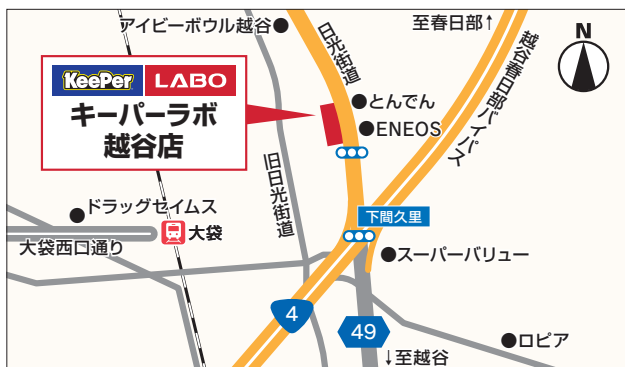 アイビーボウル越谷
至春日部↑
N
日光街道
越谷春日部バイパス
KeePer LABO
キーパーラボ
越谷店
とんでん
ENEOS
旧日光街道
ドラッグセイムス
大袋
大袋西口通り
下間久里
スーパーバリュー
4
49
ロピア
↓至越谷